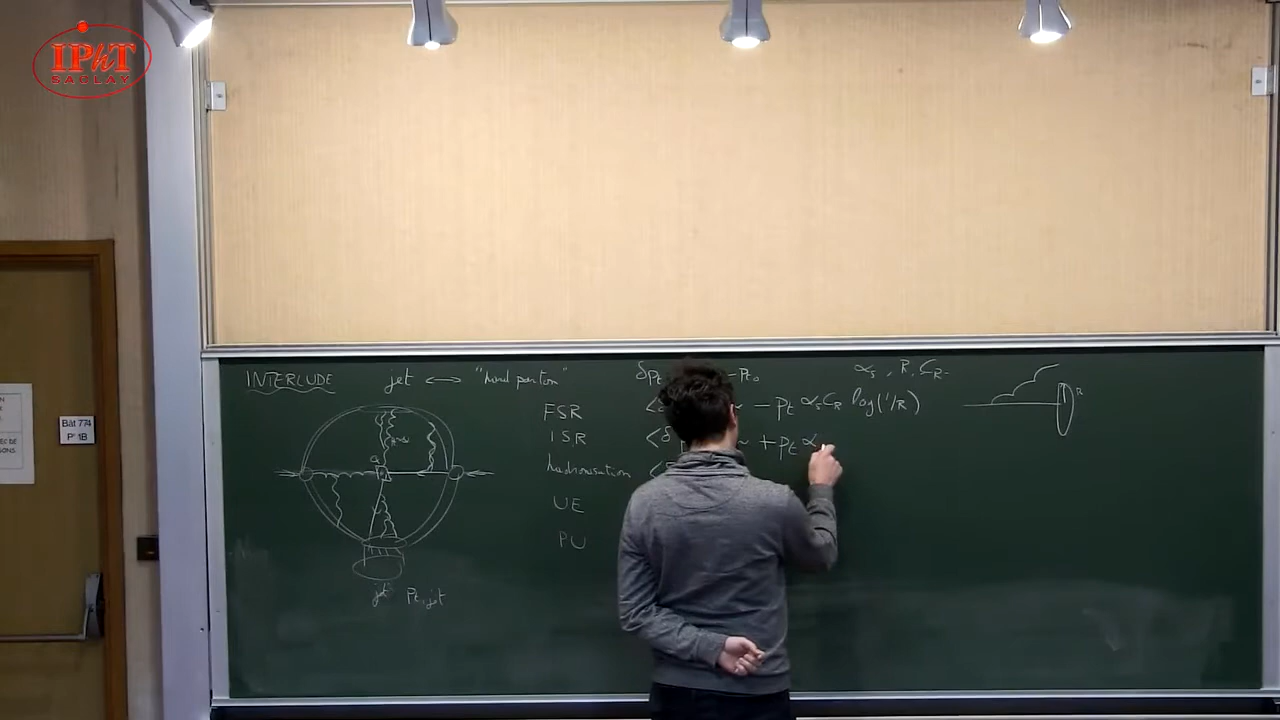 IPhT
SACLAY
INTERLUDE jet ⟷ "hard parton"
δpt -pt₀
αs, R, CR
FSR <δ ~ -pt αs CR log(1/R)
R
ISR <δ ~ +pt α
hadronisation <δ
UE
PU
jet Pt,jet
Bât 774